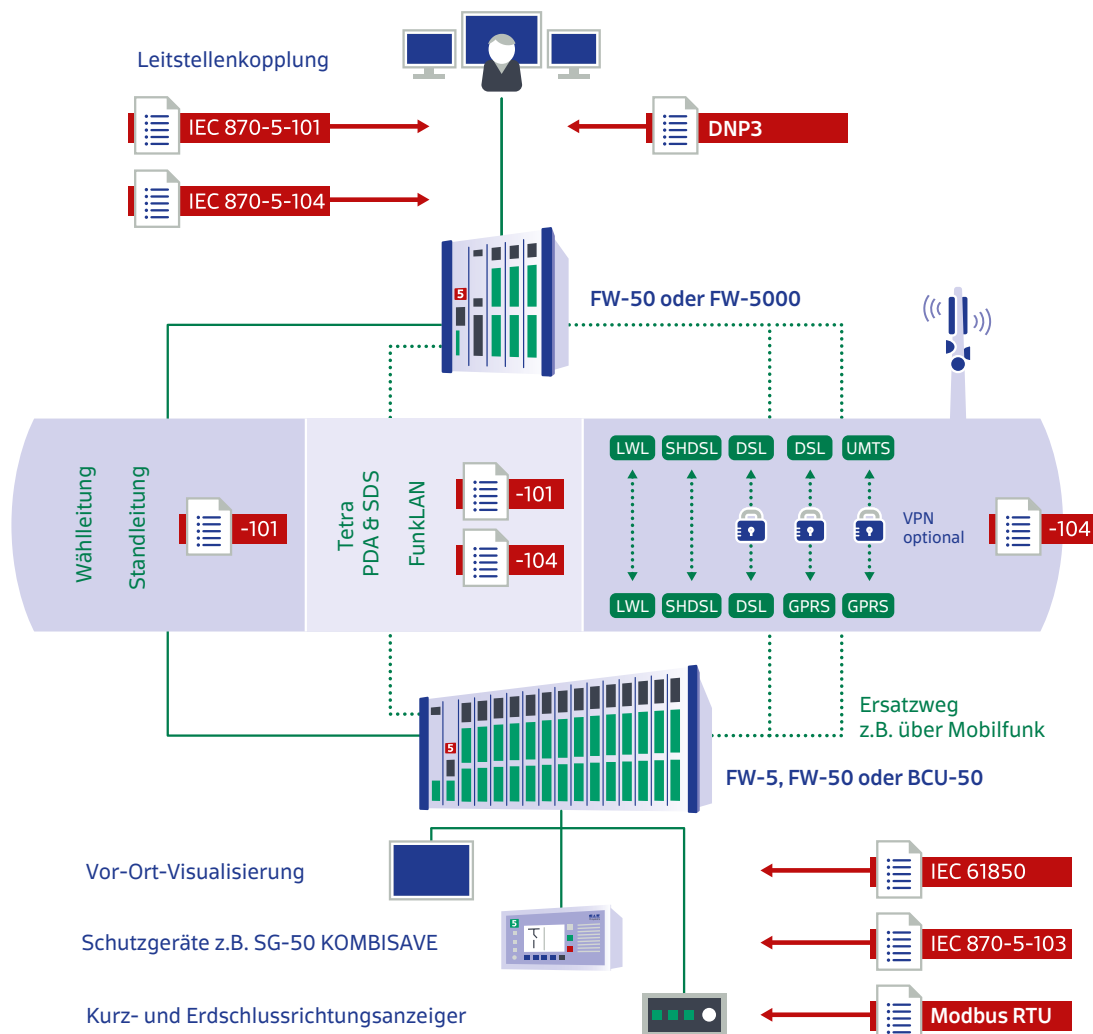 Leitstellenkopplung
IEC 870-5-101
DNP3
IEC 870-5-104
5
FW-50 oder FW-5000
Wählleitung
Standleitung
-101
Tetra
PDA & SDS
FunkLAN
-101
-104
LWL SHDSL DSL DSL UMTS
VPN
optional
-104
LWL SHDSL DSL GPRS GPRS
5
Ersatzweg
z.B. über Mobilfunk
FW-5, FW-50 oder BCU-50
Vor-Ort-Visualisierung
IEC 61850
5
Schutzgeräte z.B. SG-50 KOMBISAVE
IEC 870-5-103
Kurz- und Erdschlussrichtungsanzeiger
Modbus RTU